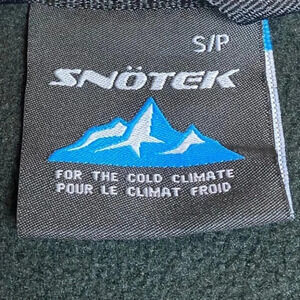 S/P
SNÖTEK
FOR THE COLD CLIMATE
POUR LE CLIMAT FROID